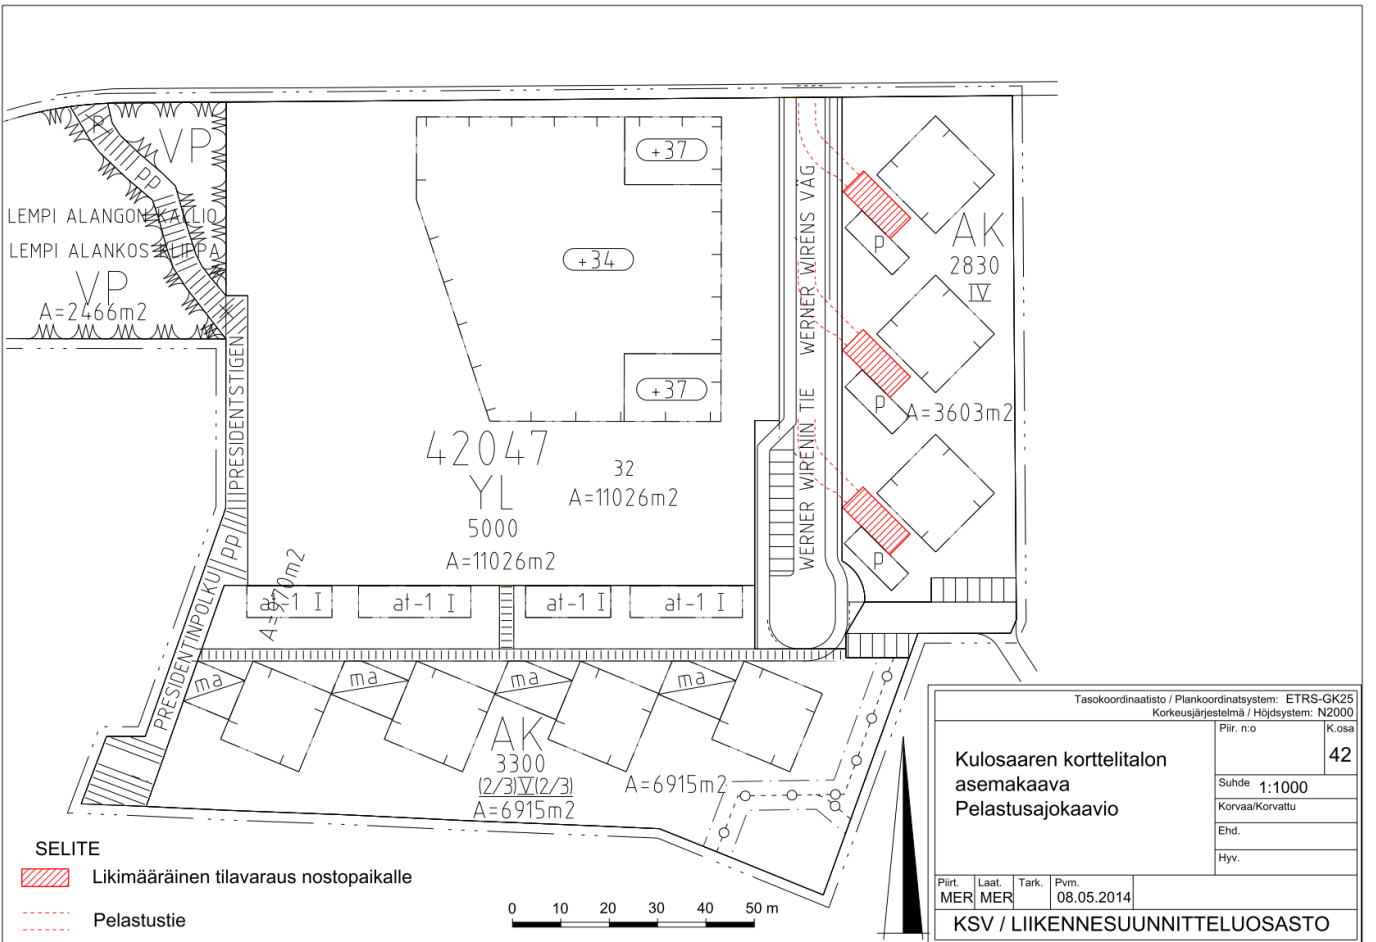 +37
P
VP
PP
LEMPI ALANGON KALLIO
LEMPI ALANKOS KLIPPA
VP
A=2466m2
+34
WERNER WIRENS VÄG
P
AK
2830
IV
PRESIDENTSTIGEN
+37
P
A=3603m2
42047
YL
5000
A=11026m2
32
A=11026m2
WERNER WIRENIN TIE
P
PP
A=970m2
PRESIDENTINPOLKU
at-1 I
at-1 I
at-1 I
at-1 I
ma
ma
ma
ma
AK
3300
(2/3)V(2/3)
A=6915m2
A=6915m2
SELITE
Likimääräinen tilavaraus nostopaikalle
Pelastustie
0 10 20 30 40 50 m
Tasokoordinaatisto / Plankoordinatsystem: ETRS-GK25
Korkeusjärjestelmä / Höjdsystem: N2000
Kulosaaren korttelitalon
asemakaava
Pelastusajokaavio
Piir. n:o
K.osa
42
Suhde 1:1000
Korvaa/Korvattu
Ehd.
Hyv.
Piirt. Laat. Tark. Pvm.
MER MER 08.05.2014
KSV / LIIKENNESUUNNITTELUOSASTO